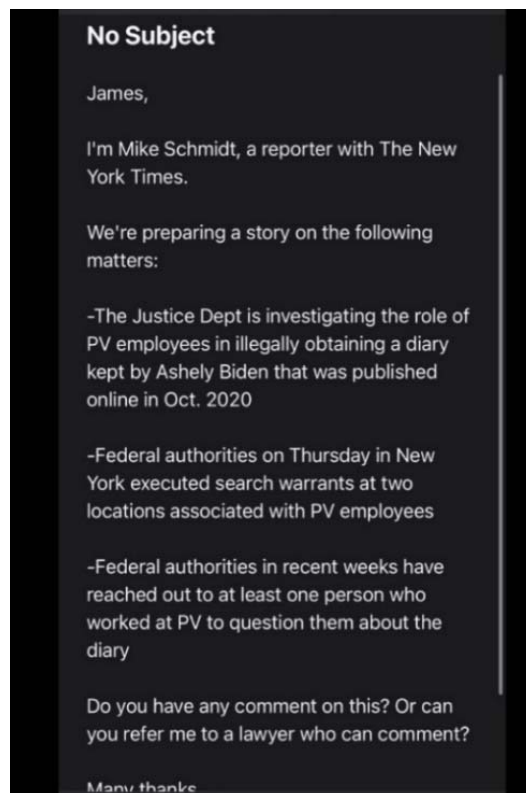 No Subject
James,
I'm Mike Schmidt, a reporter with The New
York Times.
We're preparing a story on the following
matters:
-The Justice Dept is investigating the role of
PV employees in illegally obtaining a diary
kept by Ashely Biden that was published
online in Oct. 2020
-Federal authorities on Thursday in New
York executed search warrants at two
locations associated with PV employees
-Federal authorities in recent weeks have
reached out to at least one person who
worked at PV to question them about the
diary
Do you have any comment on this? Or can
you refer me to a lawyer who can comment?
Many thanks